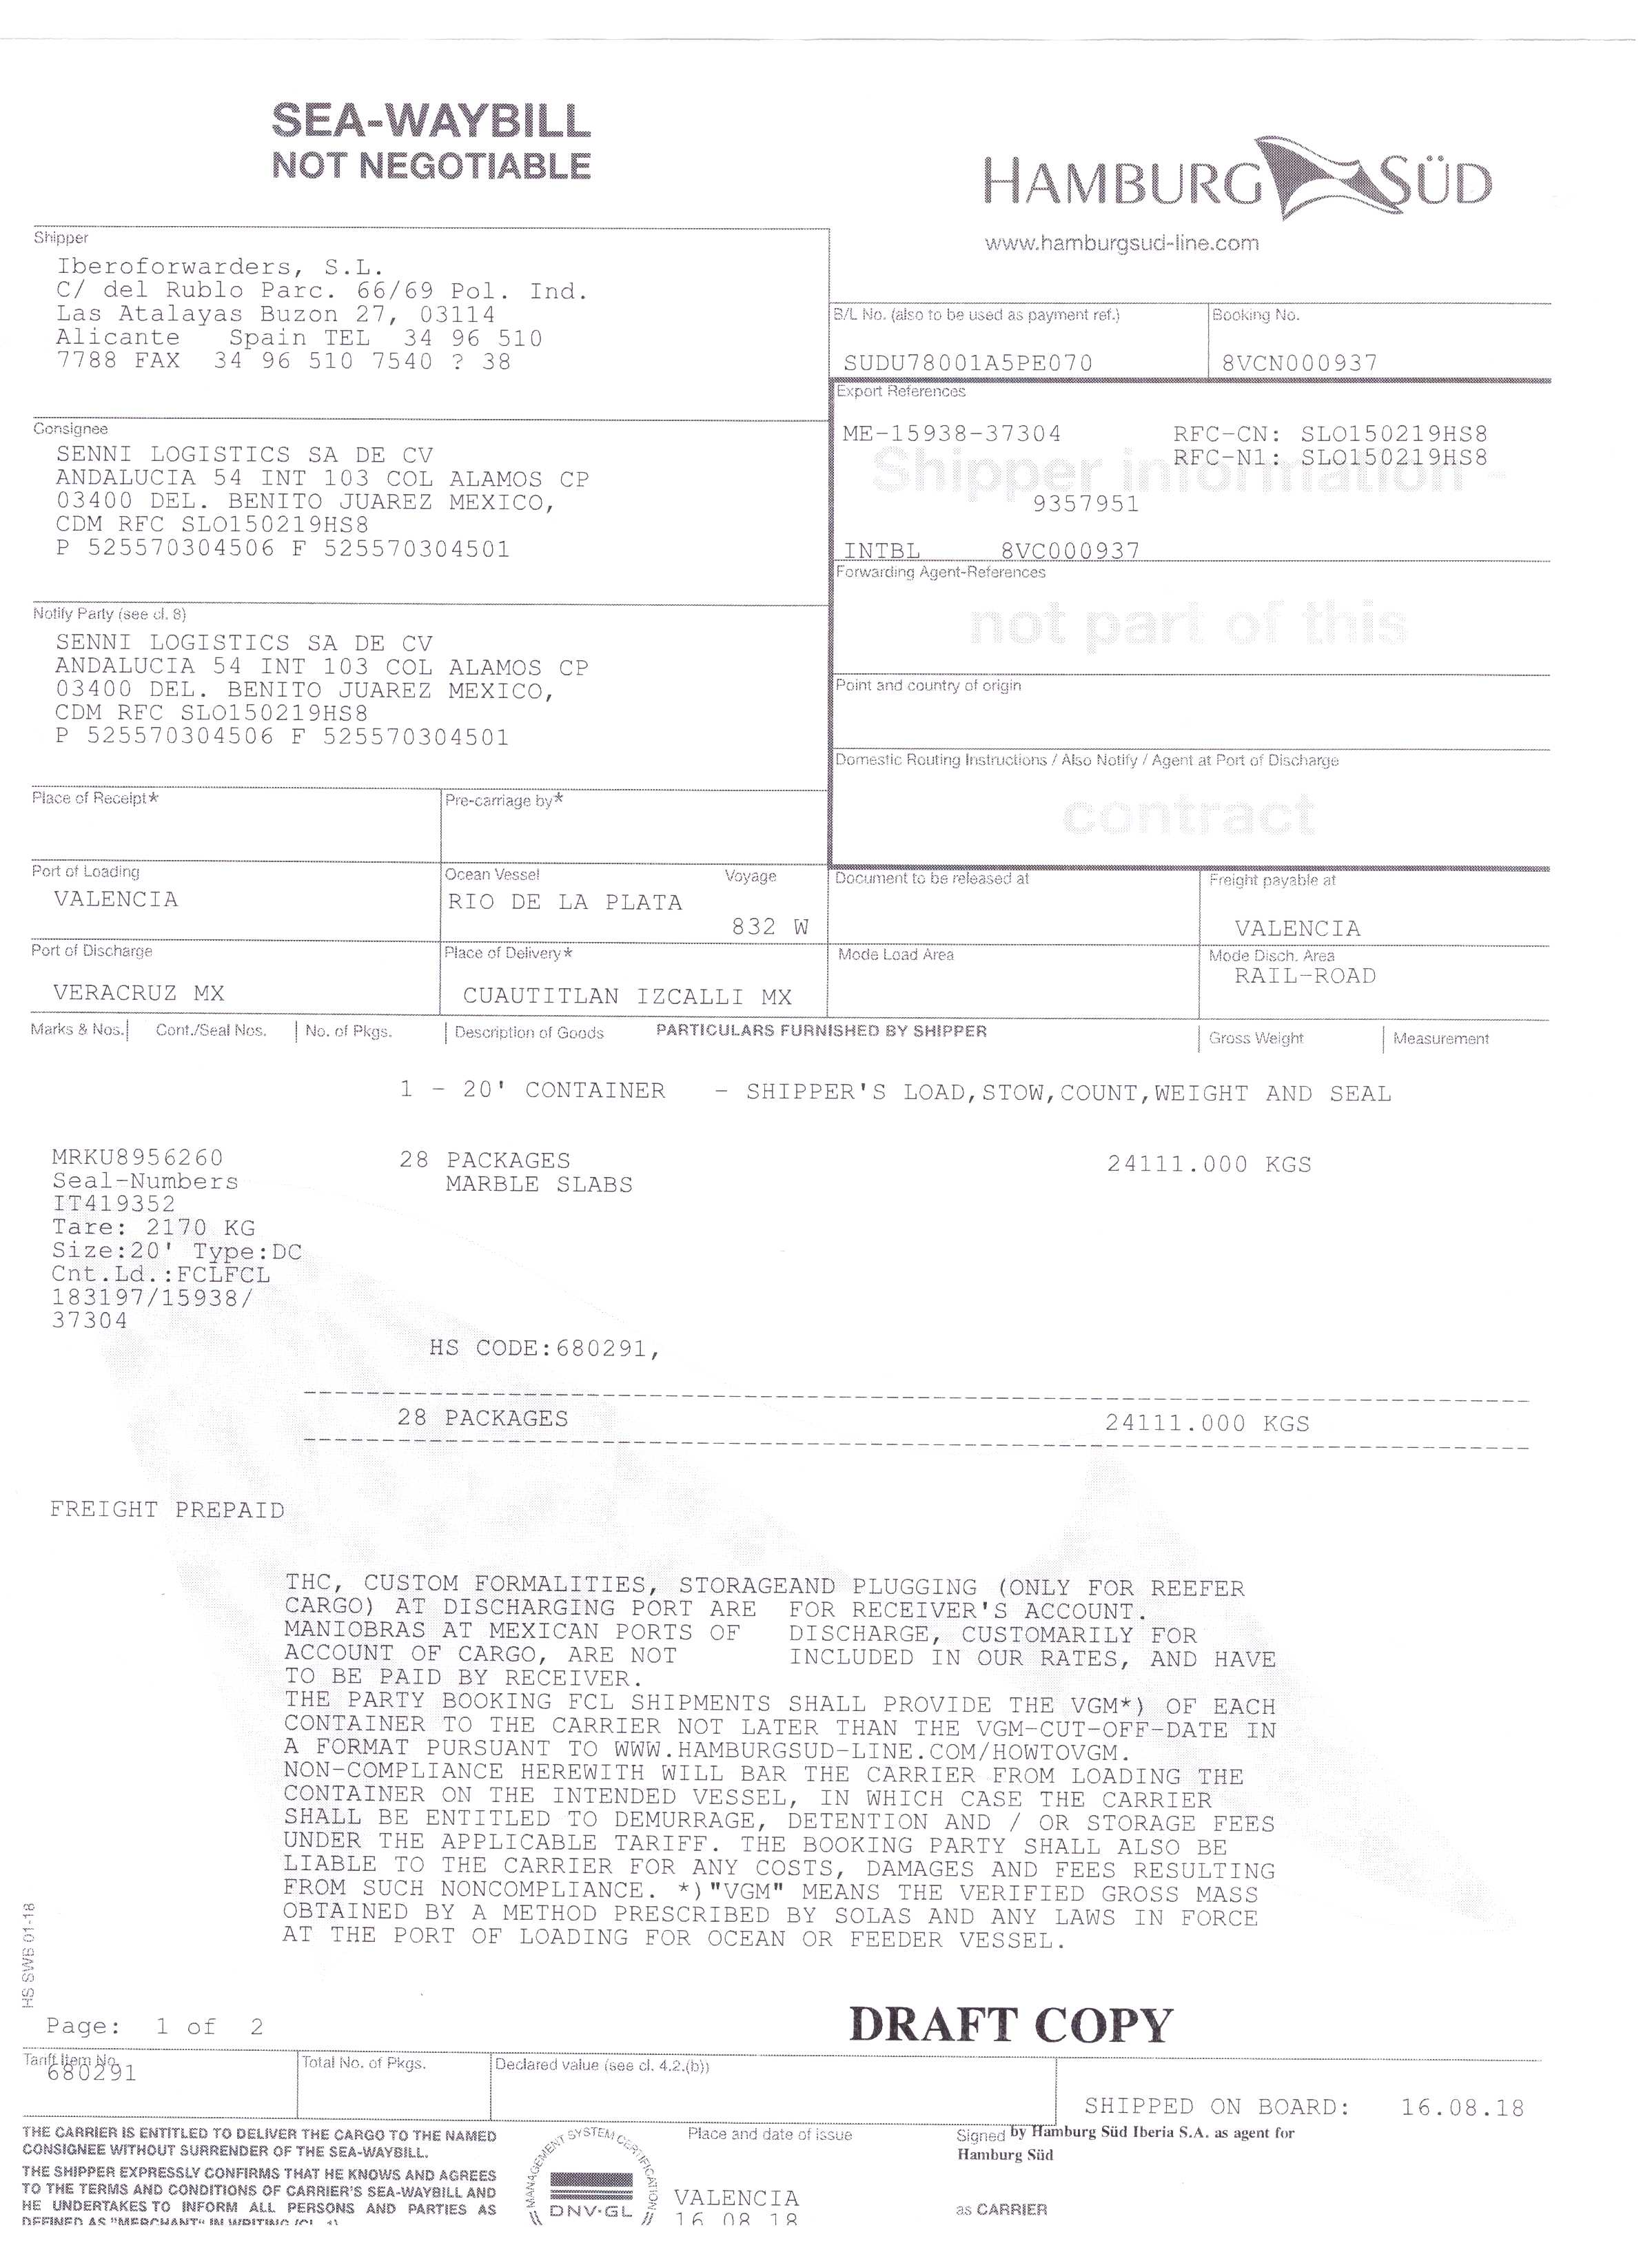 SEA-WAYBILL
NOT NEGOTIABLE
HAMBURG SÜD
www.hamburgsud-line.com
Shipper
Iberoforwarders, S.L.
C/ del Rublo Parc. 66/69 Pol. Ind.
Las Atalayas Buzon 27, 03114
Alicante   Spain TEL  34 96 510
7788 FAX  34 96 510 7540 ? 38
B/L No. (also to be used as payment ref.)
SUDU78001A5PE070
Booking No.
8VCN000937
Export References
ME-15938-37304 RFC-CN: SLO150219HS8
RFC-N1: SLO150219HS8
Shipper information -
9357951
INTBL 8VC000937
Consignee
SENNI LOGISTICS SA DE CV
ANDALUCIA 54 INT 103 COL ALAMOS CP
03400 DEL. BENITO JUAREZ MEXICO,
CDM RFC SLO150219HS8
P 525570304506 F 525570304501
Forwarding Agent-References
not part of this
Notify Party (see cl. 8)
SENNI LOGISTICS SA DE CV
ANDALUCIA 54 INT 103 COL ALAMOS CP
03400 DEL. BENITO JUAREZ MEXICO,
CDM RFC SLO150219HS8
P 525570304506 F 525570304501
Point and country of origin
Domestic Routing Instructions / Also Notify / Agent at Port of Discharge
contract
Place of Receipt*
Pre-carriage by*
Port of Loading
VALENCIA
Ocean Vessel Voyage
RIO DE LA PLATA
832 W
Document to be released at
Freight payable at
VALENCIA
Port of Discharge
VERACRUZ MX
Place of Delivery*
CUAUTITLAN IZCALLI MX
Mode Load Area
Mode Disch. Area
RAIL-ROAD
Marks & Nos. Cont./Seal Nos. No. of Pkgs. Description of Goods PARTICULARS FURNISHED BY SHIPPER Gross Weight Measurement
1 - 20' CONTAINER - SHIPPER'S LOAD,STOW,COUNT,WEIGHT AND SEAL
MRKU8956260 28 PACKAGES 24111.000 KGS
Seal-Numbers MARBLE SLABS
IT419352
Tare: 2170 KG
Size:20' Type:DC
Cnt.Ld.:FCLFCL
183197/15938/
37304
HS CODE:680291,
28 PACKAGES 24111.000 KGS
FREIGHT PREPAID
THC, CUSTOM FORMALITIES, STORAGEAND PLUGGING (ONLY FOR REEFER
CARGO) AT DISCHARGING PORT ARE  FOR RECEIVER'S ACCOUNT.
MANIOBRAS AT MEXICAN PORTS OF   DISCHARGE, CUSTOMARILY FOR
ACCOUNT OF CARGO, ARE NOT       INCLUDED IN OUR RATES, AND HAVE
TO BE PAID BY RECEIVER.
THE PARTY BOOKING FCL SHIPMENTS SHALL PROVIDE THE VGM*) OF EACH
CONTAINER TO THE CARRIER NOT LATER THAN THE VGM-CUT-OFF-DATE IN
A FORMAT PURSUANT TO WWW.HAMBURGSUD-LINE.COM/HOWTOVGM.
NON-COMPLIANCE HEREWITH WILL BAR THE CARRIER FROM LOADING THE
CONTAINER ON THE INTENDED VESSEL, IN WHICH CASE THE CARRIER
SHALL BE ENTITLED TO DEMURRAGE, DETENTION AND / OR STORAGE FEES
UNDER THE APPLICABLE TARIFF. THE BOOKING PARTY SHALL ALSO BE
LIABLE TO THE CARRIER FOR ANY COSTS, DAMAGES AND FEES RESULTING
FROM SUCH NONCOMPLIANCE. *)"VGM" MEANS THE VERIFIED GROSS MASS
OBTAINED BY A METHOD PRESCRIBED BY SOLAS AND ANY LAWS IN FORCE
AT THE PORT OF LOADING FOR OCEAN OR FEEDER VESSEL.
HS SWB 01-18
Page: 1 of 2
DRAFT COPY
Tariff Item No.
680291
Total No. of Pkgs.
Declared value (see cl. 4.2.(b))
SHIPPED ON BOARD: 16.08.18
THE CARRIER IS ENTITLED TO DELIVER THE CARGO TO THE NAMED
CONSIGNEE WITHOUT SURRENDER OF THE SEA-WAYBILL.
THE SHIPPER EXPRESSLY CONFIRMS THAT HE KNOWS AND AGREES
TO THE TERMS AND CONDITIONS OF CARRIER'S SEA-WAYBILL AND
HE UNDERTAKES TO INFORM ALL PERSONS AND PARTIES AS
DEFINED AS "MERCHANT" IN WRITING (CL. 1)
MANAGEMENT SYSTEM CERTIFICATION
DNV·GL
Place and date of issue
VALENCIA
16 08 18
Signed by Hamburg Süd Iberia S.A. as agent for
Hamburg Süd
as CARRIER